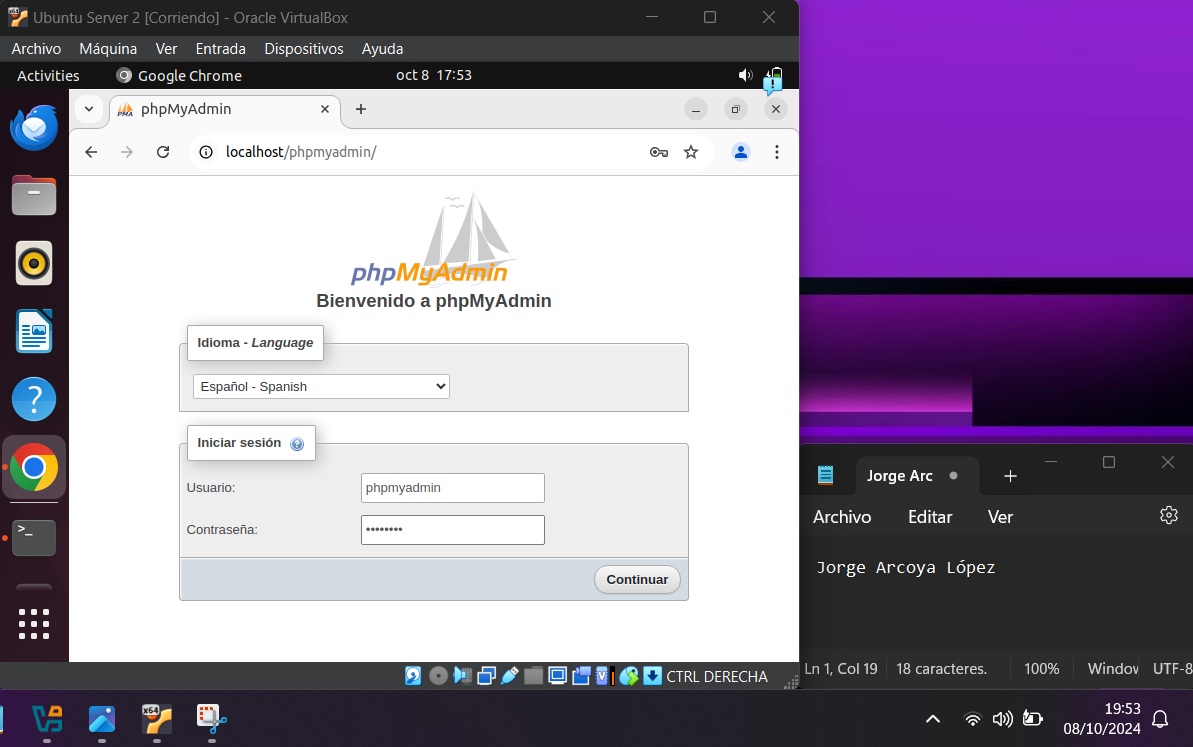 Ubuntu Server 2 [Corriendo] - Oracle VirtualBox
Archivo Máquina Ver Entrada Dispositivos Ayuda
Activities Google Chrome oct 8 17:53
phpMyAdmin
localhost/phpmyadmin/
phpMyAdmin
Bienvenido a phpMyAdmin
Idioma - Language
Español - Spanish
Iniciar sesión
Usuario: phpmyadmin
Contraseña: ••••••••
Continuar
CTRL DERECHA
Jorge Arc
Archivo Editar Ver
Jorge Arcoya López
Ln 1, Col 19 18 caracteres. 100% Window UTF-8
19:53
08/10/2024